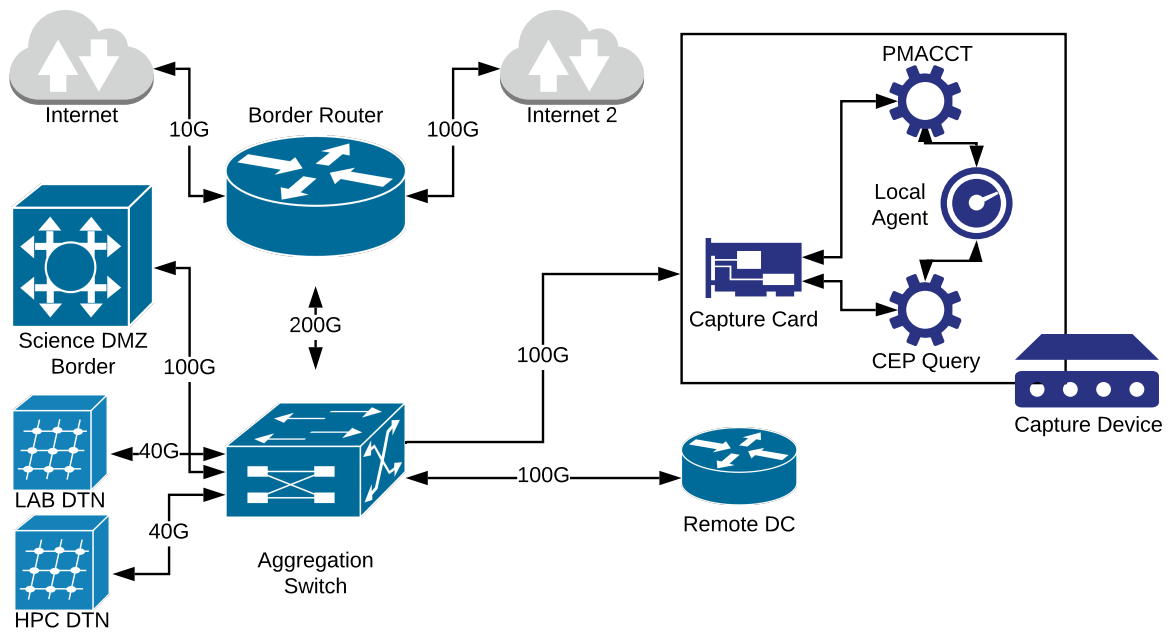 Internet
10G
Border Router
100G
Internet 2
PMACCT
Local
Agent
Capture Card
CEP Query
Capture Device
Science DMZ
Border
200G
100G
100G
LAB DTN
40G
100G
Remote DC
HPC DTN
40G
Aggregation
Switch